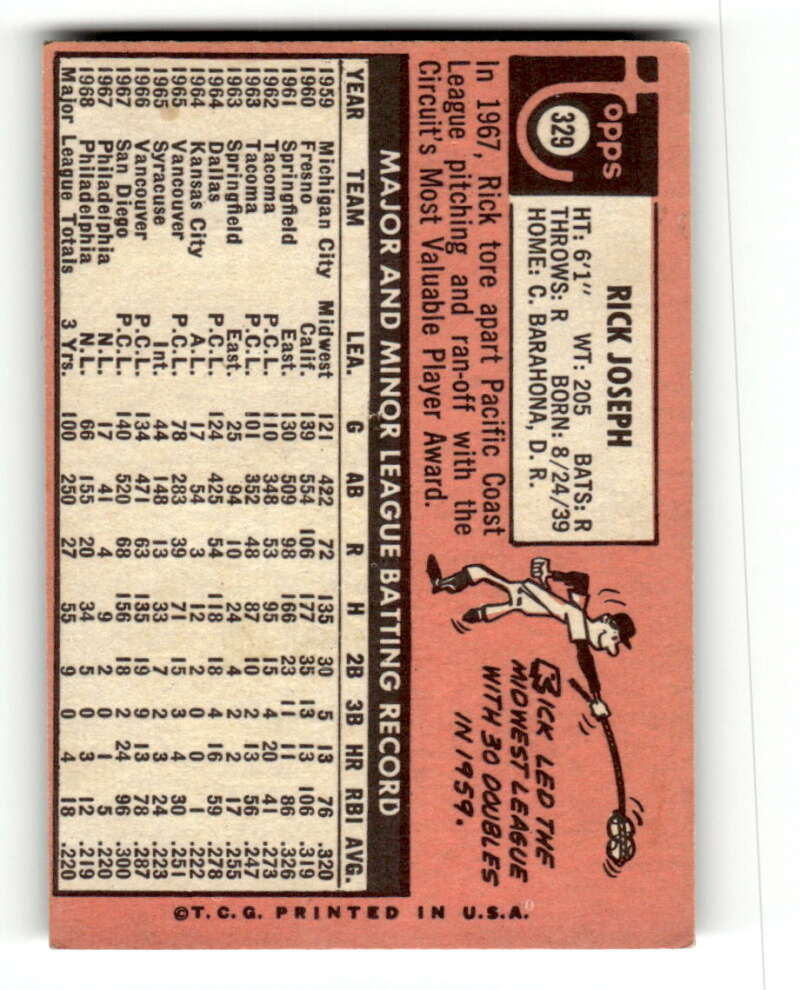 Topps
329
RICK JOSEPH
HT: 6'1" WT: 205 BATS: R
THROWS: R BORN: 8/24/39
HOME: C. BARAHONA, D. R.
In 1967, Rick tore apart Pacific Coast
League pitching and ran-off with the
Circuit's Most Valuable Player Award.
RICK LED THE
MIDWEST LEAGUE
WITH 30 DOUBLES
IN 1959.
MAJOR AND MINOR LEAGUE BATTING RECORD
YEAR TEAM LEA. G AB R H 2B 3B HR RBI AVG.
1959 Michigan City Midwest 121 422 72 135 30 5 13 76 .320
1960 Fresno Calif. 139 554 106 177 35 13 13 106 .319
1961 Springfield East. 130 509 98 166 23 11 11 86 .326
1962 Tacoma P.C.L. 110 348 53 95 15 4 20 41 .273
1963 Tacoma P.C.L. 101 352 48 87 10 2 13 56 .247
1963 Springfield East. 25 94 10 24 4 2 2 17 .255
1964 Dallas P.C.L. 124 425 54 118 18 4 16 59 .278
1964 Kansas City A.L. 17 54 3 12 2 0 0 1 .222
1965 Vancouver P.C.L. 78 283 39 71 15 3 4 30 .251
1965 Syracuse Int. 44 148 13 33 7 2 3 24 .223
1966 Vancouver P.C.L. 134 471 63 135 19 9 13 78 .287
1967 San Diego P.C.L. 140 520 68 156 18 2 24 96 .300
1967 Philadelphia N.L. 17 41 4 9 2 0 1 5 .220
1968 Philadelphia N.L. 66 155 20 34 5 0 3 12 .219
Major League Totals 3 Yrs. 100 250 27 55 9 0 4 18 .220
©T.C.G. PRINTED IN U.S.A.